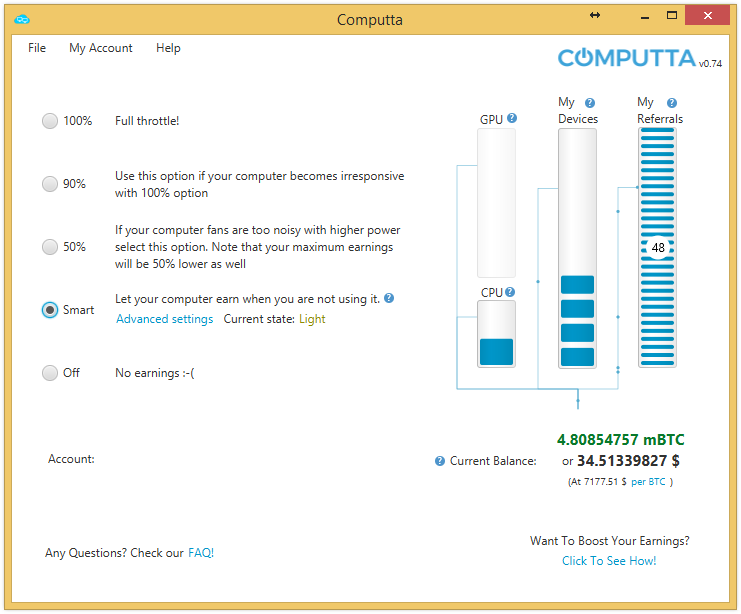 Computta
File My Account Help
COMPUTTA v0.74
100% Full throttle!
90% Use this option if your computer becomes irresponsive
with 100% option
50% If your computer fans are too noisy with higher power
select this option. Note that your maximum earnings
will be 50% lower as well
Smart Let your computer earn when you are not using it. ?
Advanced settings Current state: Light
Off No earnings :-(
GPU ?
My ?
Devices
My ?
Referrals
48
CPU ?
Account:
4.80854757 mBTC
? Current Balance: or 34.51339827 $
(At 7177.51 $ per BTC )
Any Questions? Check our FAQ!
Want To Boost Your Earnings?
Click To See How!